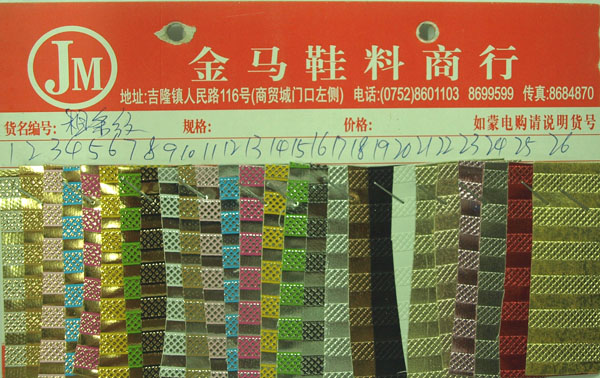 JM
金马鞋料商行
地址:吉隆镇人民路116号(商贸城门口左侧) 电话:(0752)8601103 8699599 传真:8684870
货名编号: 规格: 价格: 如蒙电购请说明货号
1 2 3 4 5 6 7 8 9 10 11 12 13 14 15 16 17 18 19 20 21 22 23 24 25 26